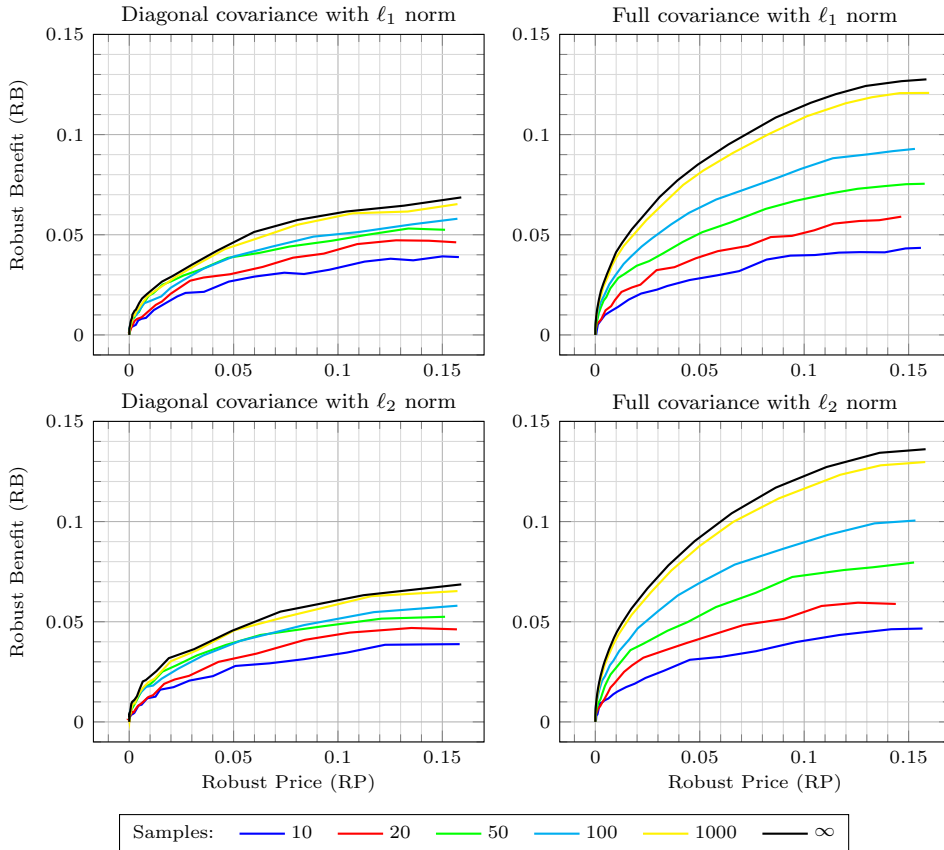 Diagonal covariance with ℓ1 norm
Full covariance with ℓ1 norm
0.15
0.1
0.05
0
0 0.05 0.1 0.15
Robust Benefit (RB)
0.15
0.1
0.05
0
0 0.05 0.1 0.15
Diagonal covariance with ℓ2 norm
Full covariance with ℓ2 norm
0.15
0.1
0.05
0
0 0.05 0.1 0.15
Robust Benefit (RB)
Robust Price (RP)
0.15
0.1
0.05
0
0 0.05 0.1 0.15
Robust Price (RP)
Samples: 10 20 50 100 1000 ∞